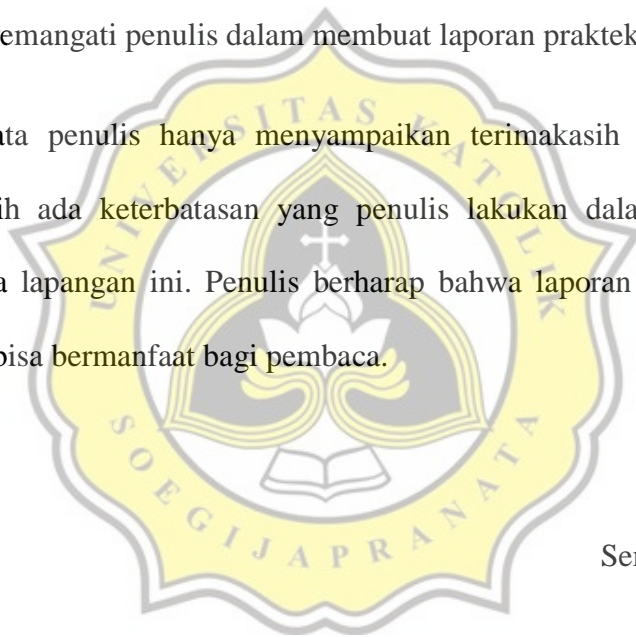 emangati penulis dalam membuat laporan praktek
ata penulis hanya menyampaikan terimakasih
ih ada keterbatasan yang penulis lakukan dala
a lapangan ini. Penulis berharap bahwa laporan
bisa bermanfaat bagi pembaca.
Ser
UNIVERSITAS KATOLIK
SOEGIJAPRANATA